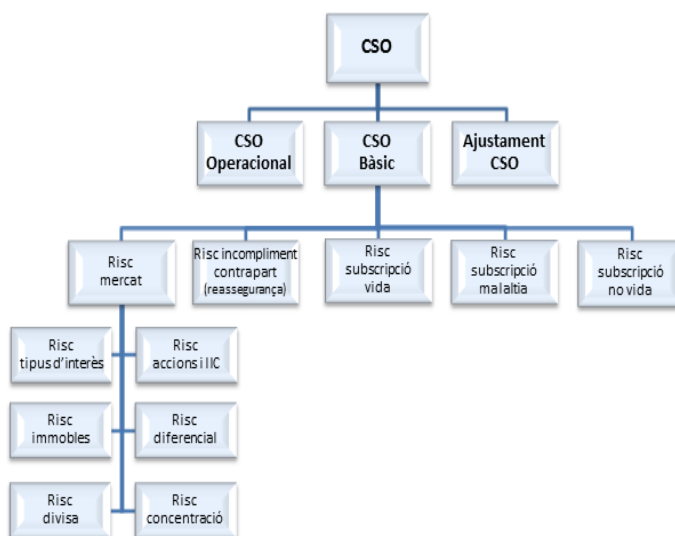 CSO
CSO
Operacional
CSO
Bàsic
Ajustament
CSO
Risc
mercat
Risc incompliment
contrapart
(reassegurança)
Risc
subscripció
vida
Risc
subscripció
malaltia
Risc
subscripció
no vida
Risc
tipus d'interès
Risc
accions i IIC
Risc
immobles
Risc
diferencial
Risc
divisa
Risc
concentració